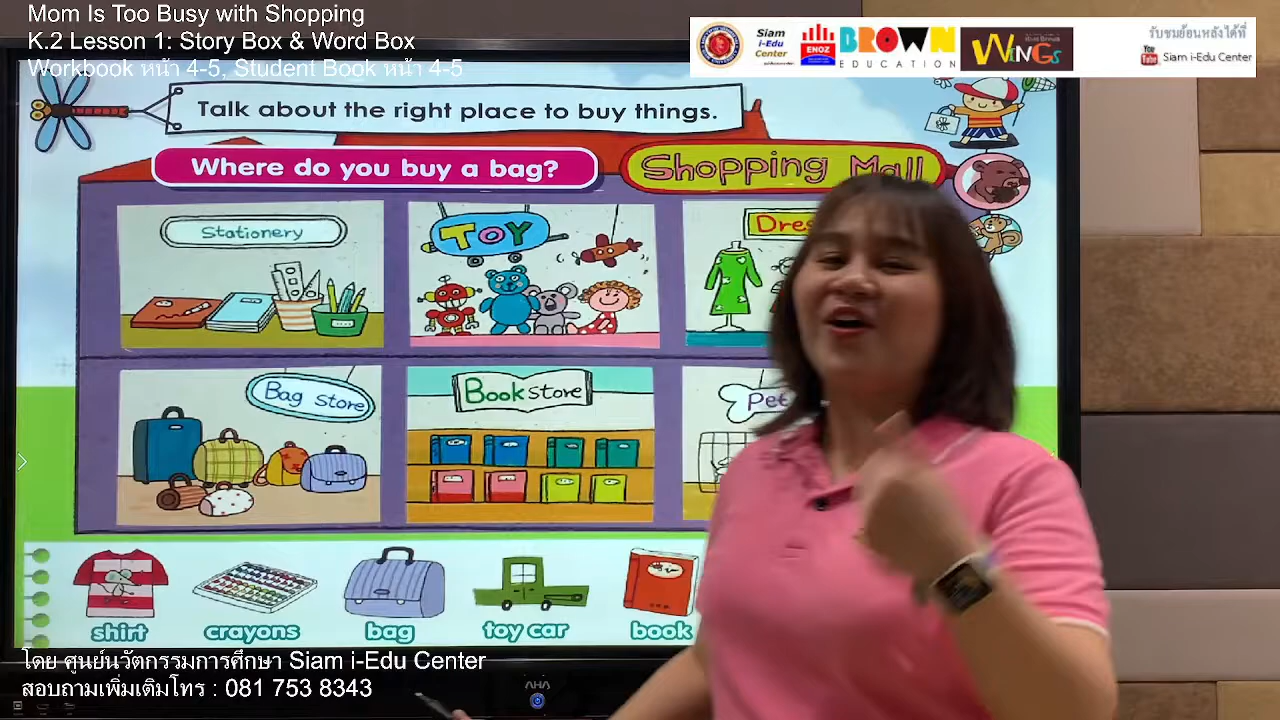 Mom Is Too Busy with Shopping
K.2 Lesson 1: Story Box & Word Box
Workbook หน้า 4-5, Student Book หน้า 4-5
Siam
i-Edu
Center
ENOZ
BROWN
EDUCATION
WINGS
รับชมย้อนหลังได้ที่
You Tube Siam i-Edu Center
Talk about the right place to buy things.
Where do you buy a bag?
Shopping Mall
Stationery
TOY
Dres
Bag store
Book store
Pet
shirt
crayons
bag
toy car
book
โดย ศูนย์นวัตกรรมการศึกษา Siam i-Edu Center
สอบถามเพิ่มเติมโทร : 081 753 8343
AHA